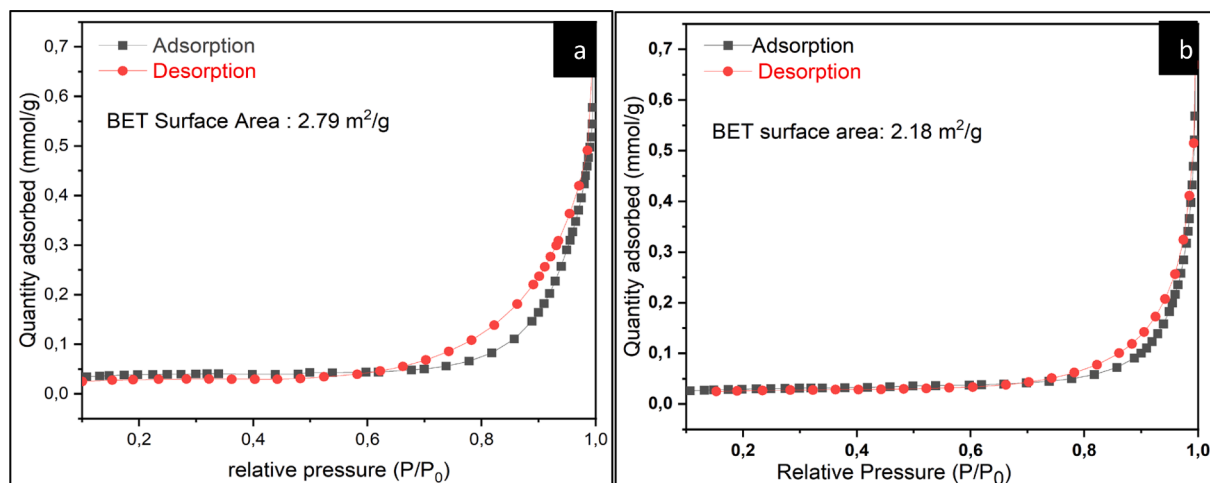 a
Adsorption
Desorption
BET Surface Area : 2.79 m²/g
Quantity adsorbed (mmol/g)
0,7
0,6
0,5
0,4
0,3
0,2
0,1
0,0
0,2 0,4 0,6 0,8 1,0
relative pressure (P/P₀)
b
Adsorption
Desorption
BET surface area: 2.18 m²/g
Quantity adsorbed (mmol/g)
0,7
0,6
0,5
0,4
0,3
0,2
0,1
0,0
0,2 0,4 0,6 0,8 1,0
Relative Pressure (P/P₀)